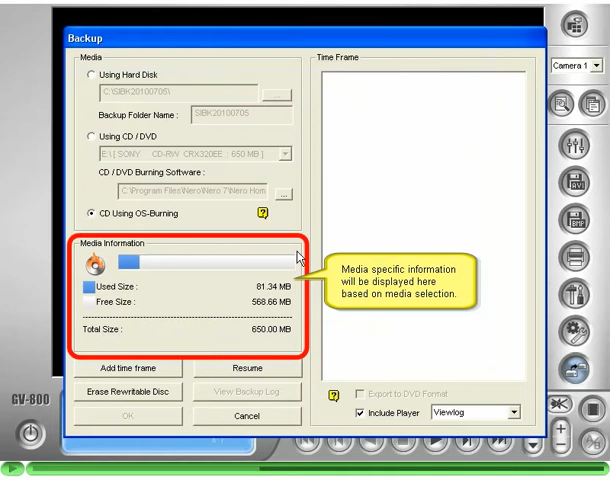 Backup
Media
Using Hard Disk
C:\SIBK20100705\
...
Backup Folder Name :
SIBK20100705
Using CD / DVD
E:\ [ SONY CD-RW CRX320EE : 650 MB ]
CD / DVD Burning Software :
C:\Program Files\Nero\Nero 7\Nero Hom
...
CD Using OS-Burning
?
Media Information
Used Size : 81.34 MB
Free Size : 568.66 MB
Total Size : 650.00 MB
Add time frame
Resume
Erase Rewritable Disc
View Backup Log
OK
Cancel
Time Frame
Media specific information
will be displayed here
based on media selection.
?
Export to DVD Format
Include Player
Viewlog
Camera 1
AVI
BMP
GV-800
A/B